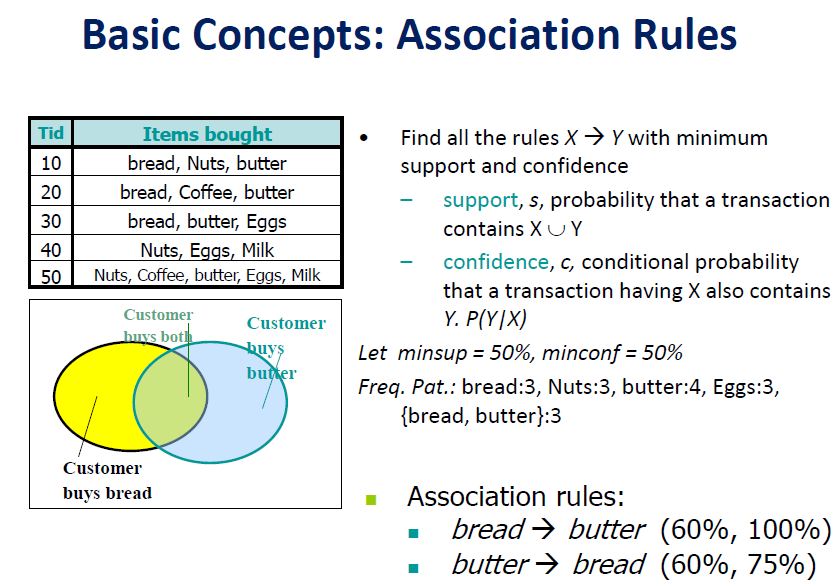 Basic Concepts: Association Rules
Tid Items bought
10 bread, Nuts, butter
20 bread, Coffee, butter
30 bread, butter, Eggs
40 Nuts, Eggs, Milk
50 Nuts, Coffee, butter, Eggs, Milk
Customer
buys both
Customer
buys
butter
Customer
buys bread
• Find all the rules X → Y with minimum
support and confidence
– support, s, probability that a transaction
contains X ∪ Y
– confidence, c, conditional probability
that a transaction having X also contains
Y. P(Y|X)
Let minsup = 50%, minconf = 50%
Freq. Pat.: bread:3, Nuts:3, butter:4, Eggs:3,
{bread, butter}:3
▪ Association rules:
▪ bread → butter (60%, 100%)
▪ butter → bread (60%, 75%)